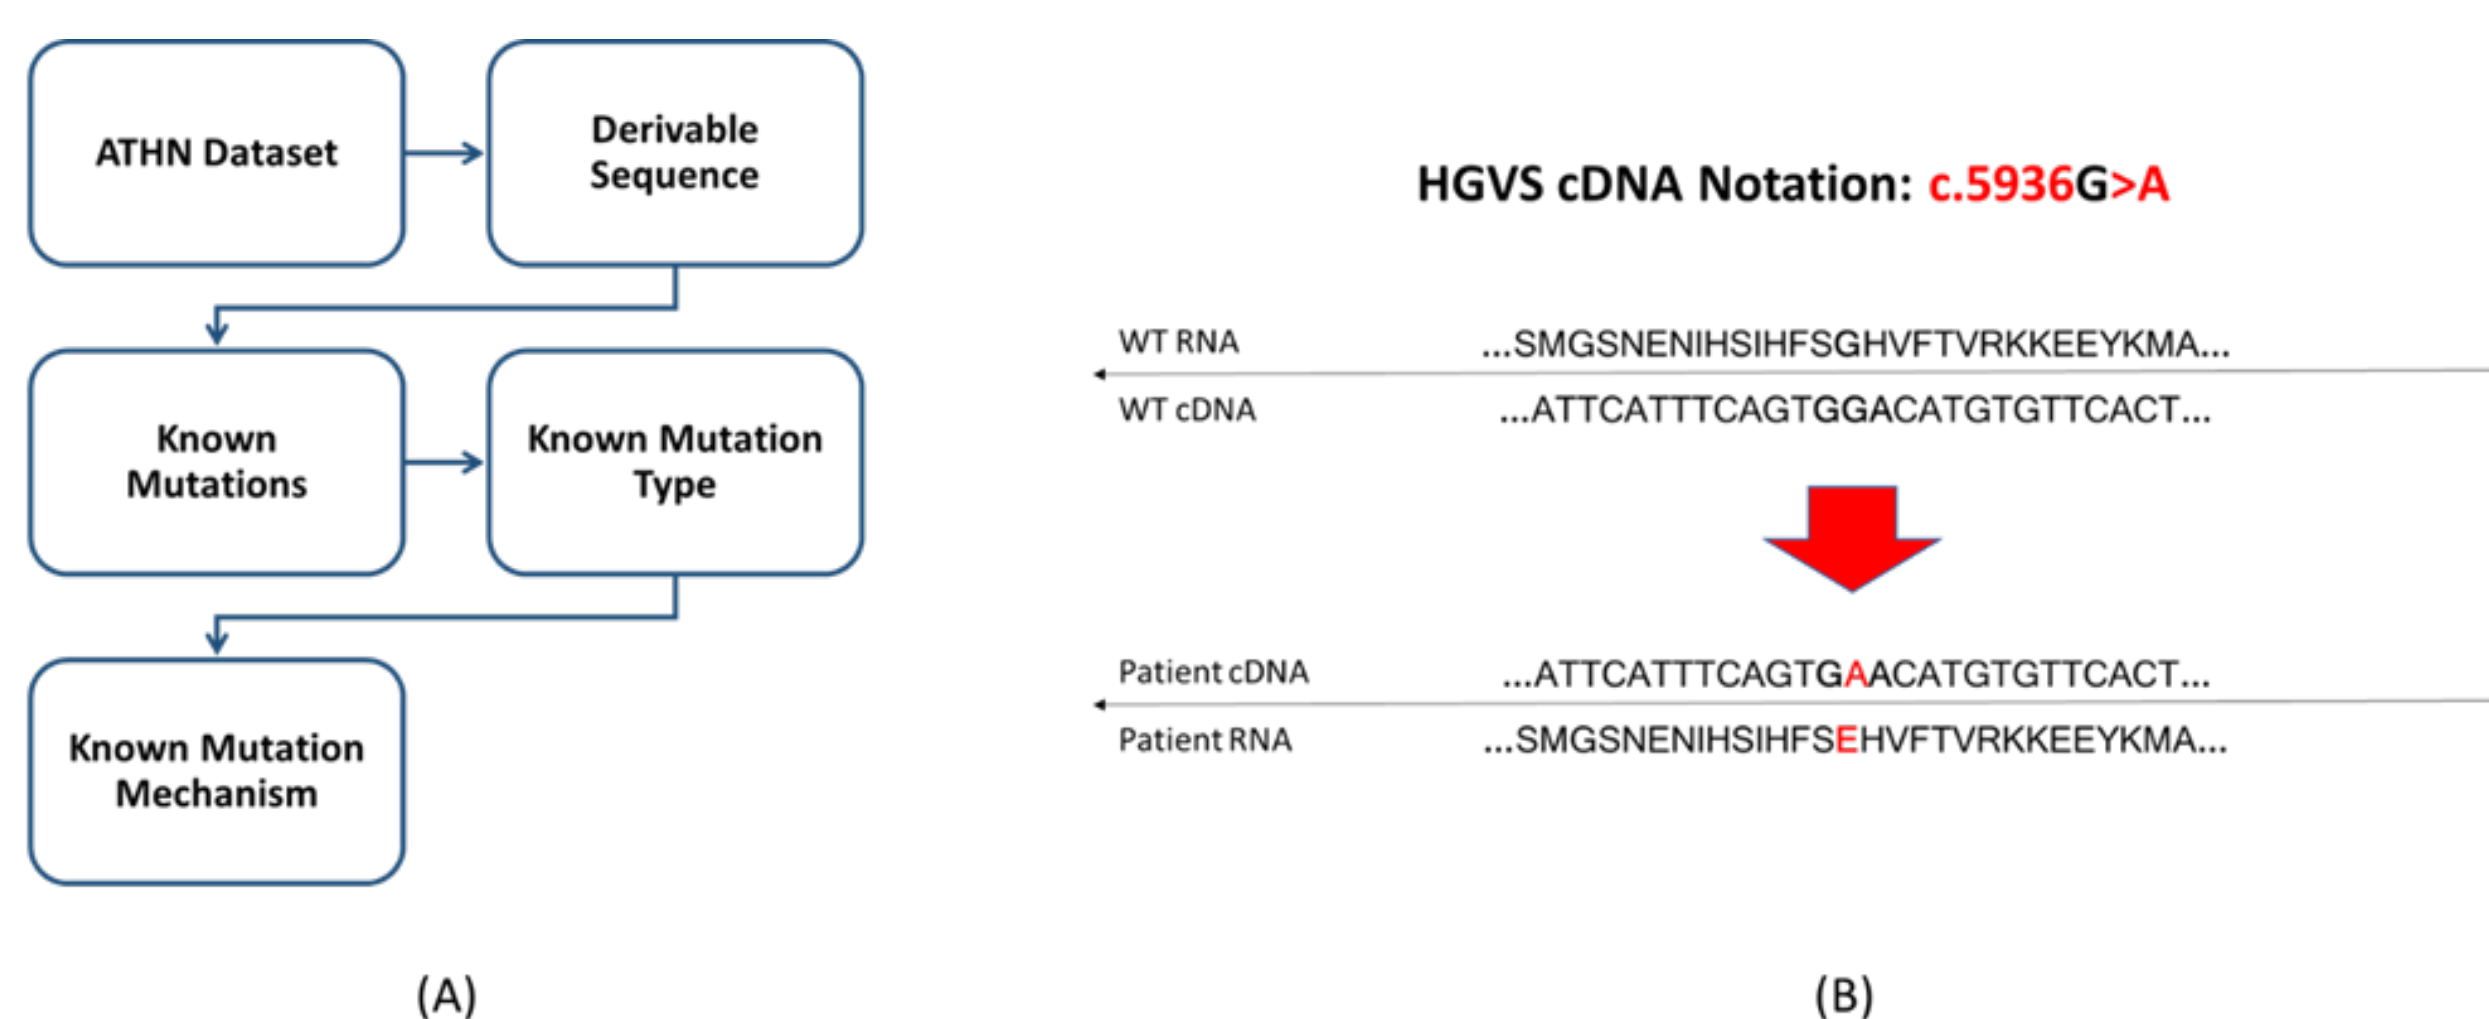 ATHN Dataset
Derivable
Sequence
Known
Mutations
Known Mutation
Type
Known Mutation
Mechanism
(A)
HGVS cDNA Notation: c.5936G>A
WT RNA ...SMGSNENIHSIHFSGHVFTVRKKEEYKMA...
WT cDNA ...ATTCATTTCAGTGGACATGTGTTCACT...
Patient cDNA ...ATTCATTTCAGTGAACATGTGTTCACT...
Patient RNA ...SMGSNENIHSIHFSEHVFTVRKKEEYKMA...
(B)